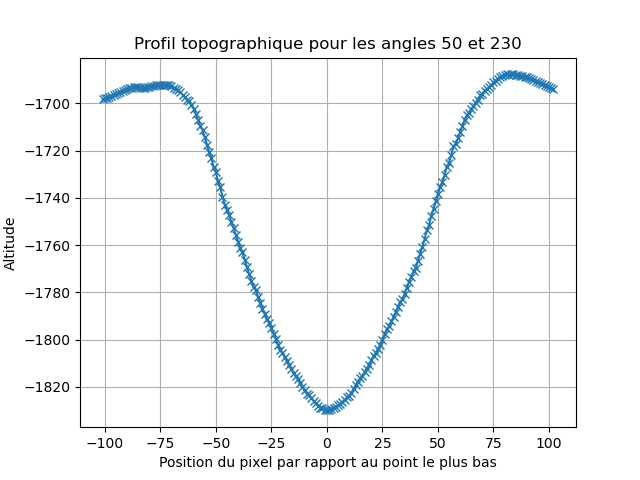 Profil topographique pour les angles 50 et 230
Altitude
−1700
−1720
−1740
−1760
−1780
−1800
−1820
−100 −75 −50 −25 0 25 50 75 100
Position du pixel par rapport au point le plus bas